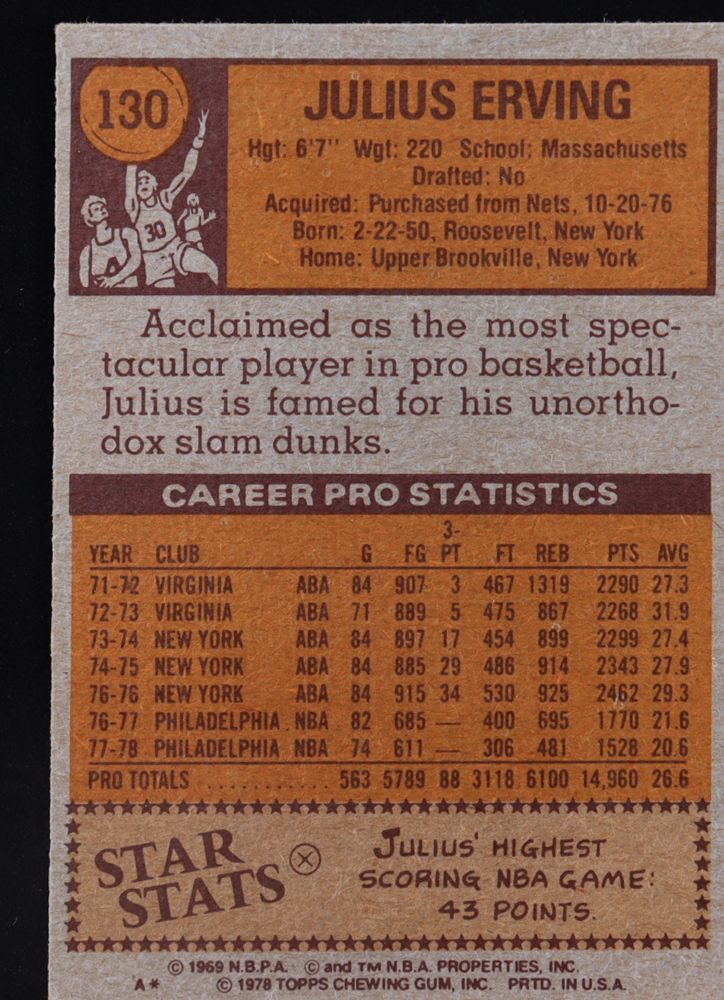 130
JULIUS ERVING
Hgt: 6'7" Wgt: 220 School: Massachusetts
Drafted: No
Acquired: Purchased from Nets, 10-20-76
Born: 2-22-50, Roosevelt, New York
Home: Upper Brookville, New York
30
Acclaimed as the most spec-
tacular player in pro basketball,
Julius is famed for his unortho-
dox slam dunks.
CAREER PRO STATISTICS
YEAR CLUB G FG 3-PT FT REB PTS AVG
71-72 VIRGINIA ABA 84 907 3 467 1319 2290 27.3
72-73 VIRGINIA ABA 71 889 5 475 867 2268 31.9
73-74 NEW YORK ABA 84 897 17 454 899 2299 27.4
74-75 NEW YORK ABA 84 885 29 486 914 2343 27.9
76-76 NEW YORK ABA 84 915 34 530 925 2462 29.3
76-77 PHILADELPHIA NBA 82 685 — 400 695 1770 21.6
77-78 PHILADELPHIA NBA 74 611 — 306 481 1528 20.6
PRO TOTALS ........... 563 5789 88 3118 6100 14,960 26.6
STAR
STATS
JULIUS' HIGHEST
SCORING NBA GAME:
43 POINTS.
© 1969 N.B.P.A. © and TM N.B.A. PROPERTIES, INC.
A* © 1978 TOPPS CHEWING GUM, INC. PRTD. IN U.S.A.